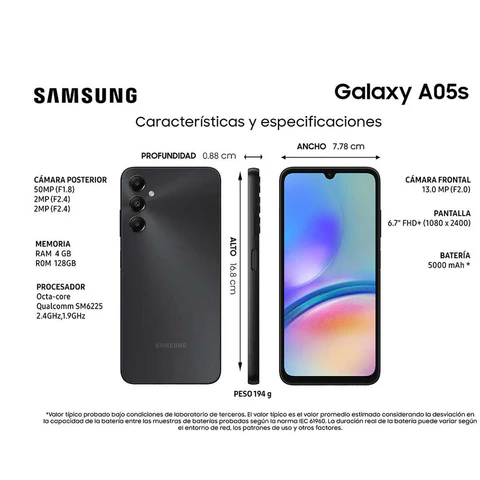 SAMSUNG
Galaxy A05s
Características y especificaciones
PROFUNDIDAD 0.88 cm
ANCHO 7.78 cm
CÁMARA POSTERIOR
50MP (F1.8)
2MP (F2.4)
2MP (F2.4)
MEMORIA
RAM 4 GB
ROM 128GB
PROCESADOR
Octa-core
Qualcomm SM6225
2.4GHz,1.9GHz
SAMSUNG
ALTO 16.8 cm
PESO 194 g
CÁMARA FRONTAL
13.0 MP (F2.0)
PANTALLA
6.7" FHD+ (1080 x 2400)
BATERÍA
5000 mAh *
*Valor típico probado bajo condiciones de laboratorio de terceros. El valor típico es el valor promedio estimado considerando la desviación en
la capacidad de la batería entre las muestras de baterías probadas según la norma IEC 61960. La duración real de la batería puede variar según
el entorno de red, los patrones de uso y otros factores.